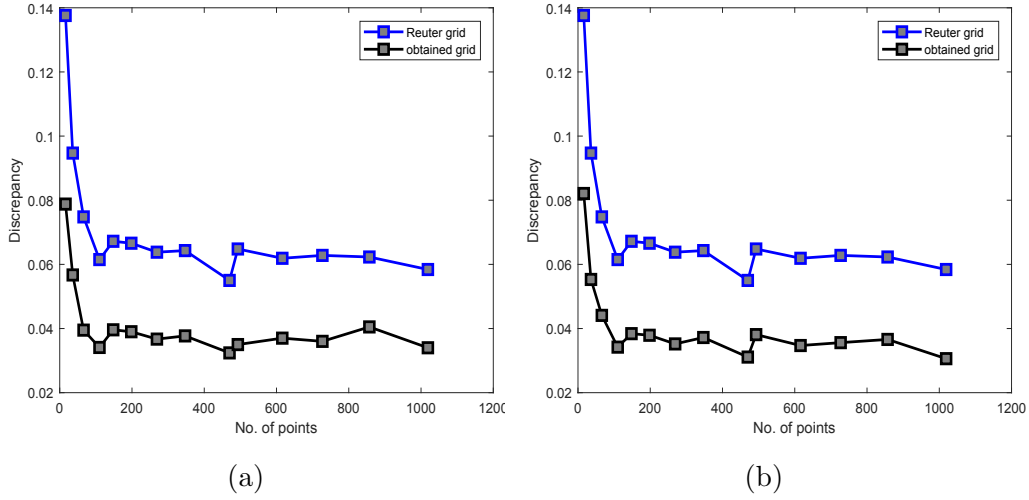 0.14
0.12
0.1
0.08
0.06
0.04
0.02
Discrepancy
0 200 400 600 800 1000 1200
No. of points
Reuter grid
obtained grid
(a)
0.14
0.12
0.1
0.08
0.06
0.04
0.02
Discrepancy
0 200 400 600 800 1000 1200
No. of points
Reuter grid
obtained grid
(b)